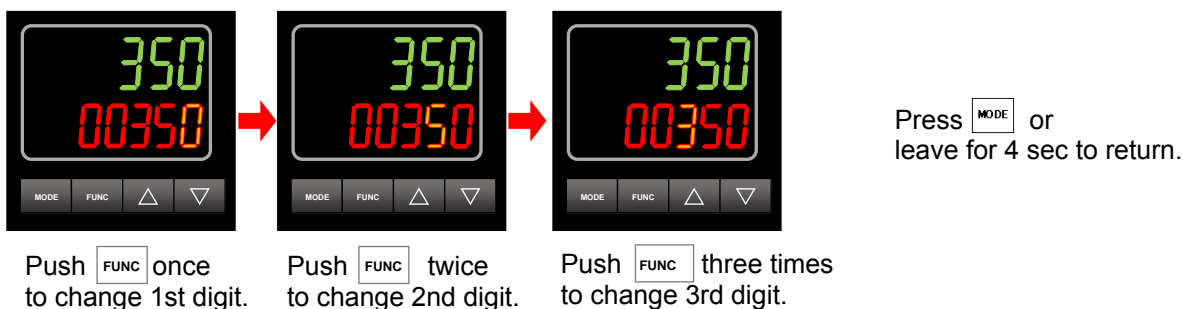 350
00350
MODE FUNC △ ▽
Push FUNC once
to change 1st digit.
350
00350
MODE FUNC △ ▽
Push FUNC twice
to change 2nd digit.
350
00350
MODE FUNC △ ▽
Push FUNC three times
to change 3rd digit.
Press MODE or
leave for 4 sec to return.